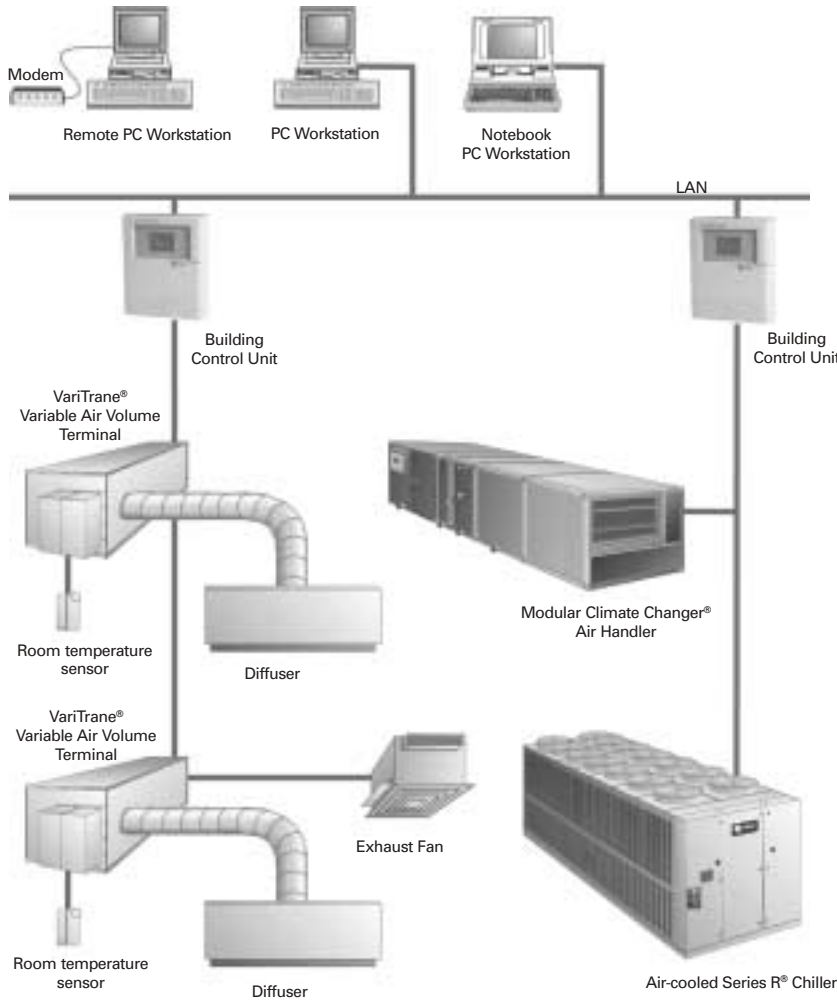 Modem
Remote PC Workstation
PC Workstation
Notebook
PC Workstation
LAN
Building
Control Unit
Building
Control Unit
VariTrane®
Variable Air Volume
Terminal
Modular Climate Changer®
Air Handler
Room temperature
sensor
Diffuser
VariTrane®
Variable Air Volume
Terminal
Exhaust Fan
Room temperature
sensor
Diffuser
Air-cooled Series R® Chiller